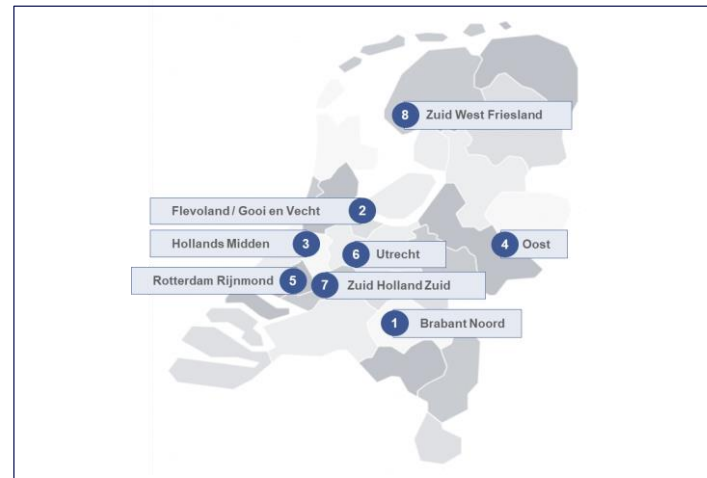 8 Zuid West Friesland
Flevoland / Gooi en Vecht 2
Hollands Midden 3
4 Oost
6 Utrecht
Rotterdam Rijnmond 5
7 Zuid Holland Zuid
1 Brabant Noord